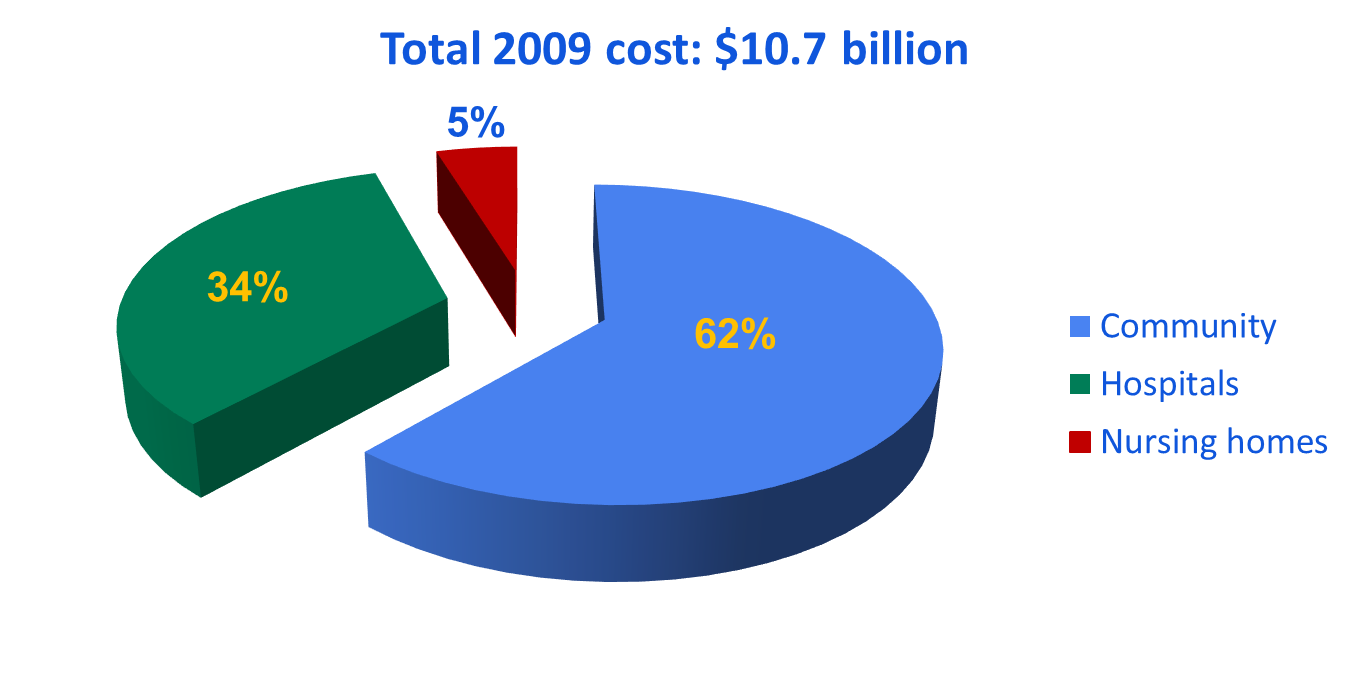 Total 2009 cost: $10.7 billion
5%
34%
62%
Community
Hospitals
Nursing homes